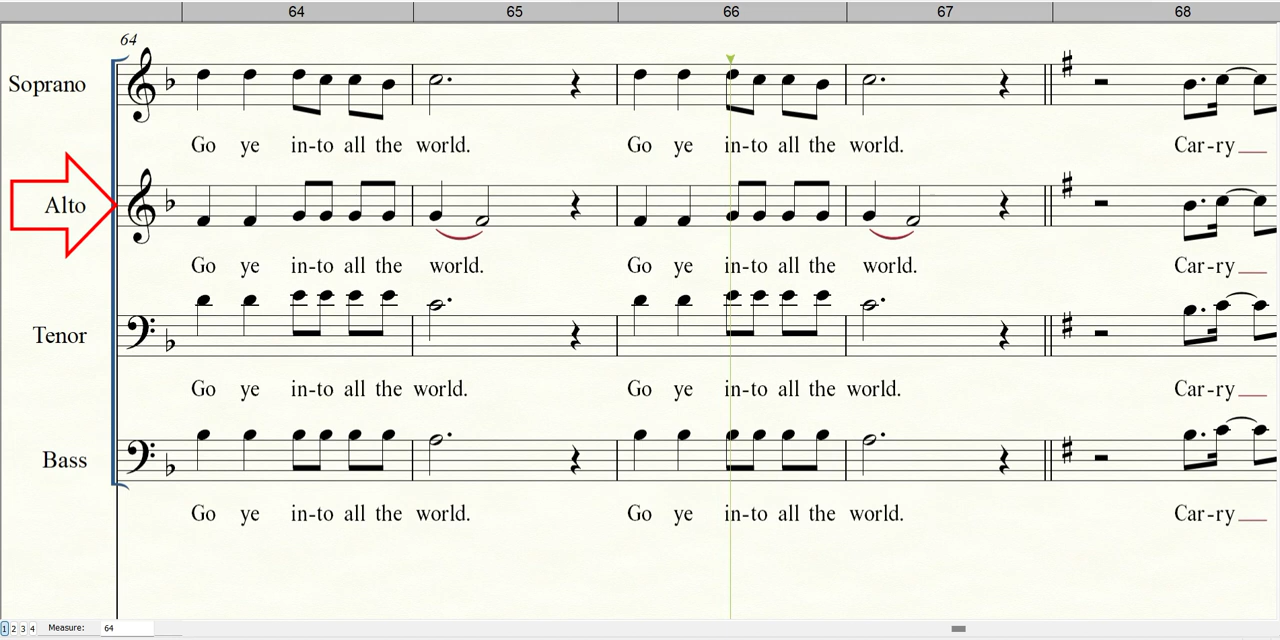 64 65 66 67 68
64
Soprano
Go ye in-to all the world. Go ye in-to all the world. Car-ry
Alto
Go ye in-to all the world. Go ye in-to all the world. Car-ry
Tenor
Go ye in-to all the world. Go ye in-to all the world. Car-ry
Bass
Go ye in-to all the world. Go ye in-to all the world. Car-ry
1 2 3 4 Measure: 64